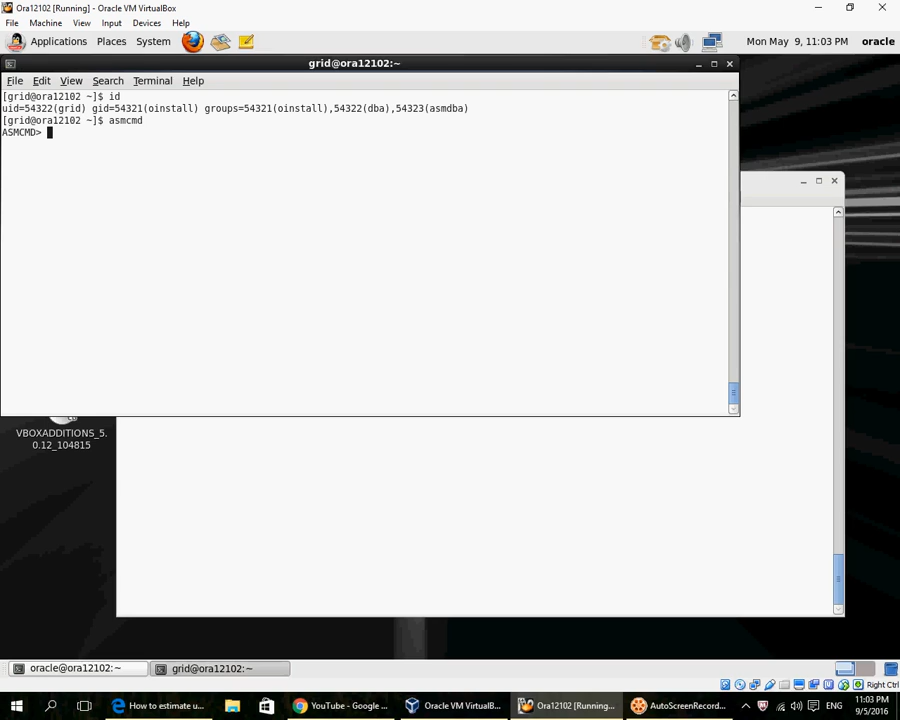 Ora12102 [Running] - Oracle VM VirtualBox
File Machine View Input Devices Help
Applications Places System Mon May 9, 11:03 PM oracle
grid@ora12102:~
File Edit View Search Terminal Help
[grid@ora12102 ~]$ id
uid=54322(grid) gid=54321(oinstall) groups=54321(oinstall),54322(dba),54323(asmdba)
[grid@ora12102 ~]$ asmcmd
ASMCMD>
VBOXADDITIONS_5.
0.12_104815
oracle@ora12102:~ grid@ora12102:~
Right Ctrl
How to estimate u... YouTube - Google ... Oracle VM VirtualB... Ora12102 [Running... AutoScreenRecord... ENG 11:03 PM
9/5/2016